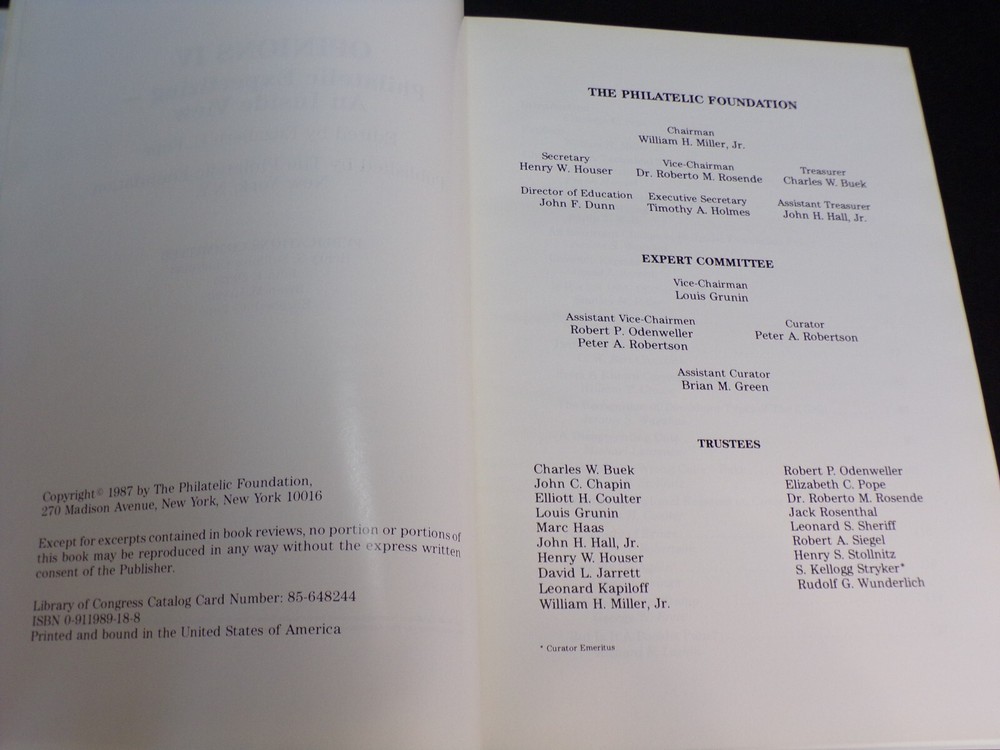 Copyright© 1987 by The Philatelic Foundation,
270 Madison Avenue, New York, New York 10016
Except for excerpts contained in book reviews, no portion or portions of
this book may be reproduced in any way without the express written
consent of the Publisher.
Library of Congress Catalog Card Number: 85-648244
ISBN 0-911989-18-8
Printed and bound in the United States of America
THE PHILATELIC FOUNDATION
Chairman
William H. Miller, Jr.
Secretary
Henry W. Houser
Vice-Chairman
Dr. Roberto M. Rosende
Treasurer
Charles W. Buek
Director of Education
John F. Dunn
Executive Secretary
Timothy A. Holmes
Assistant Treasurer
John H. Hall, Jr.
EXPERT COMMITTEE
Vice-Chairman
Louis Grunin
Assistant Vice-Chairmen
Robert P. Odenweller
Peter A. Robertson
Curator
Peter A. Robertson
Assistant Curator
Brian M. Green
TRUSTEES
Charles W. Buek
John C. Chapin
Elliott H. Coulter
Louis Grunin
Marc Haas
John H. Hall, Jr.
Henry W. Houser
David L. Jarrett
Leonard Kapiloff
William H. Miller, Jr.
Robert P. Odenweller
Elizabeth C. Pope
Dr. Roberto M. Rosende
Jack Rosenthal
Leonard S. Sheriff
Robert A. Siegel
Henry S. Stollnitz
S. Kellogg Stryker*
Rudolf G. Wunderlich
* Curator Emeritus